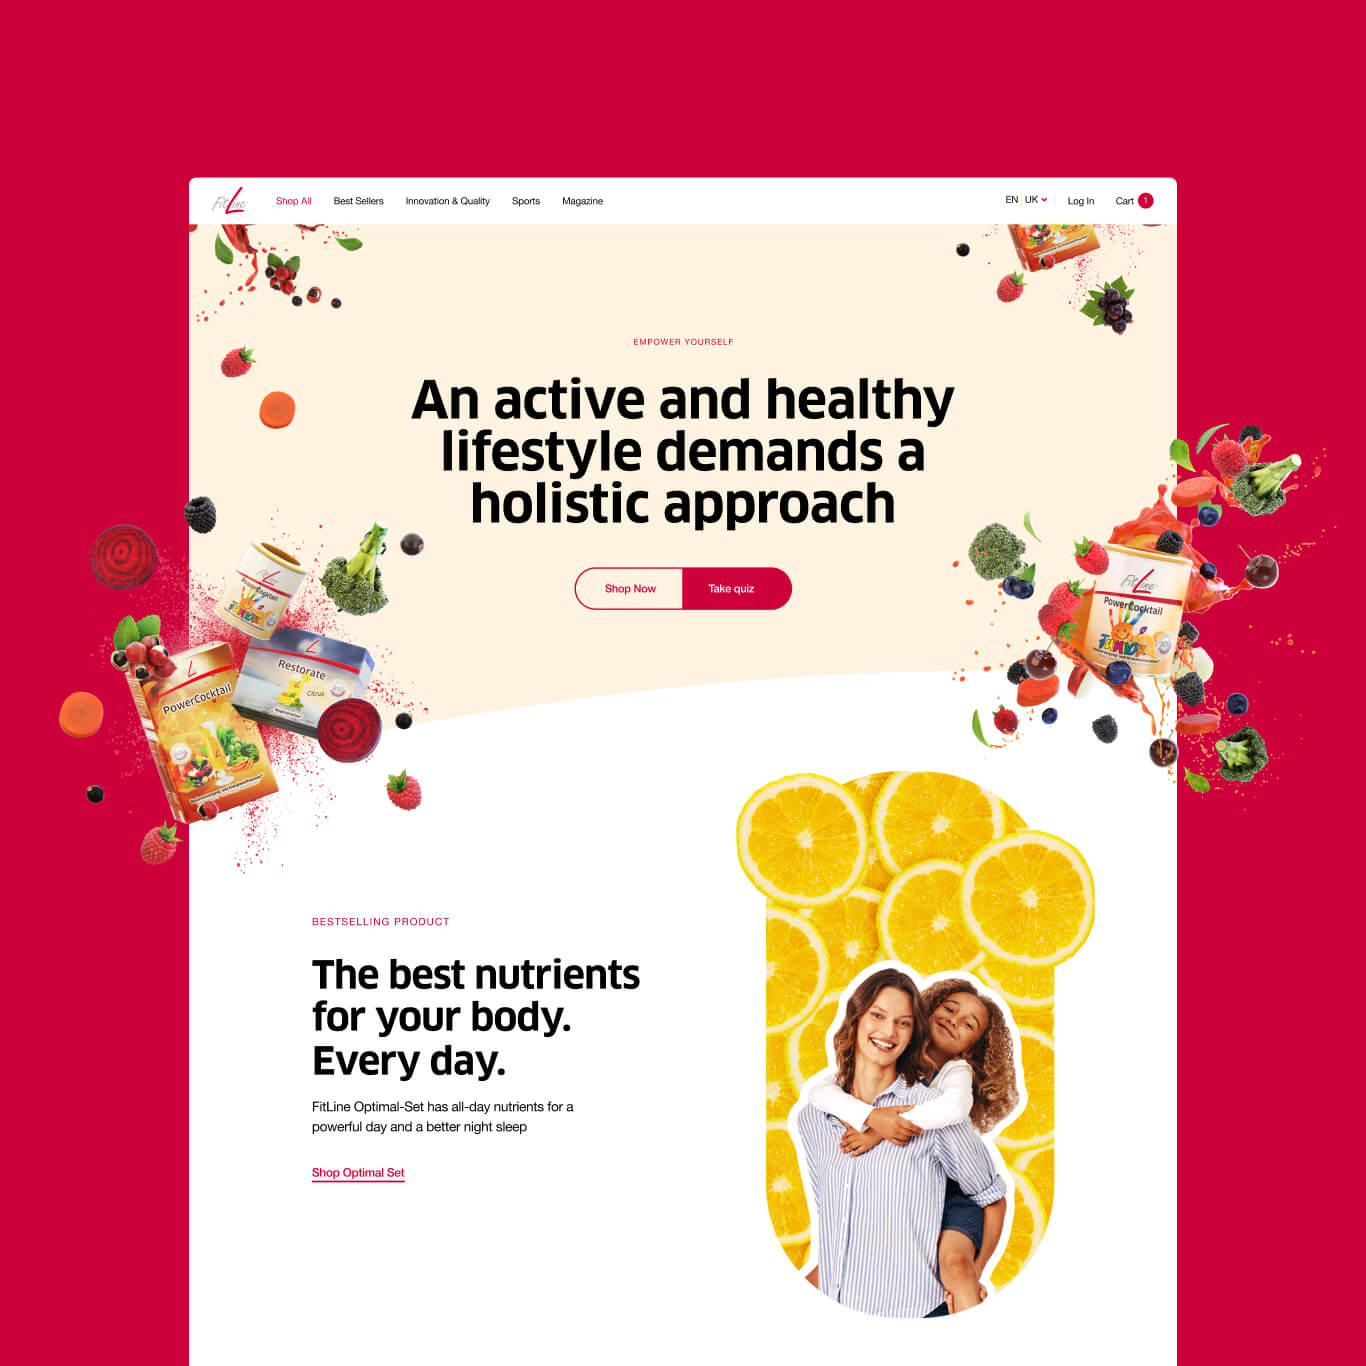 FitLine
Shop All
Best Sellers
Innovation & Quality
Sports
Magazine
EN UK
Log In
Cart 1
EMPOWER YOURSELF
An active and healthy
lifestyle demands a
holistic approach
Shop Now
Take quiz
FitLine
PowerCocktail
JUNIOR
Restorate
Citrus
PowerCocktail
FitLine
PowerCocktail
JUNIOR
BESTSELLING PRODUCT
The best nutrients
for your body.
Every day.
FitLine Optimal-Set has all-day nutrients for a
powerful day and a better night sleep
Shop Optimal Set